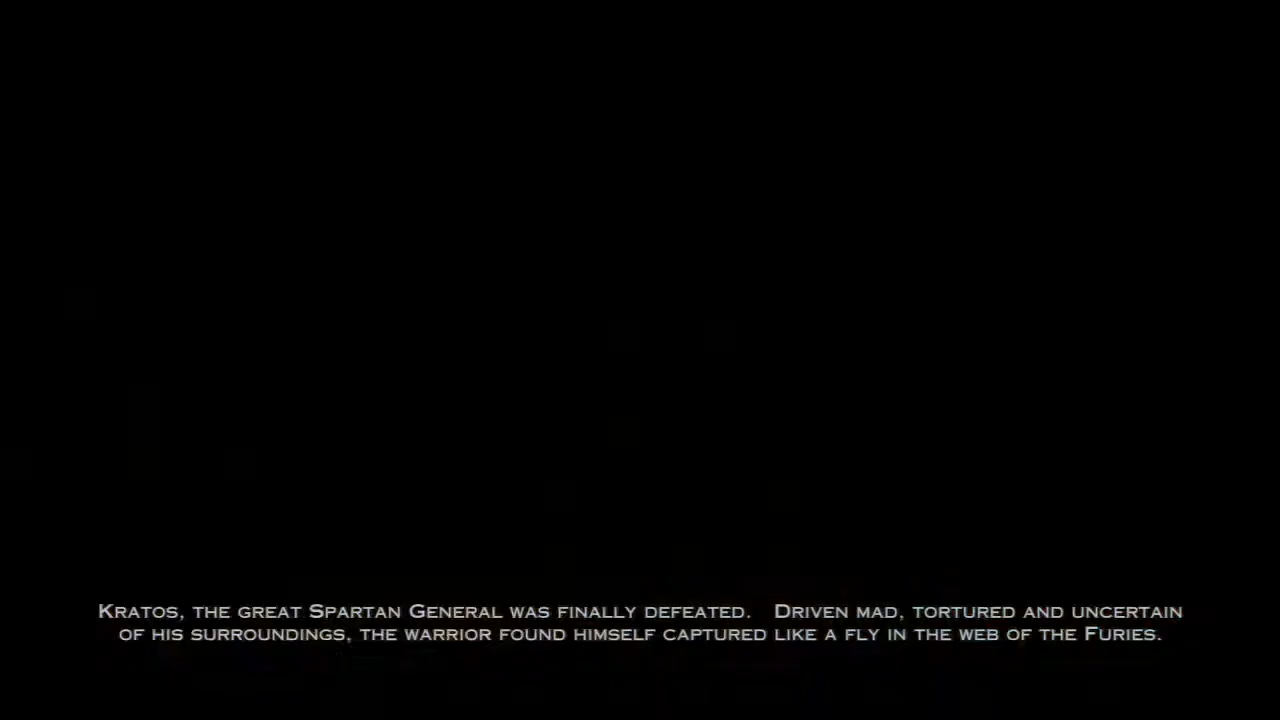 Kratos, the great Spartan General was finally defeated.   Driven mad, tortured and uncertain
of his surroundings, the warrior found himself captured like a fly in the web of the Furies.